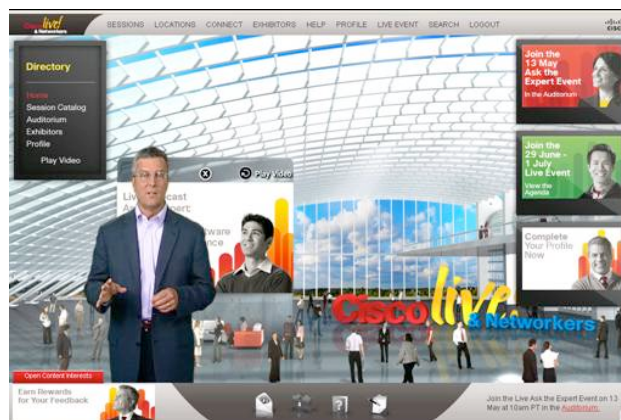 Cisco live!
& Networkers
SESSIONS LOCATIONS CONNECT EXHIBITORS HELP PROFILE LIVE EVENT SEARCH LOGOUT
CISCO
Directory
Home
Session Catalog
Auditorium
Exhibitors
Profile
Play Video
Join the
13 May
Ask the
Expert Event
In the Auditorium
Join the
29 June -
1 July
Live Event
View the
Agenda
Complete
Your Profile
Now
X
Play Video
Cisco live!
& Networkers
Open Content Interests
Earn Rewards
for Your Feedback
?
Join the Live Ask the Expert Event on 13
May at 10am PT in the Auditorium.